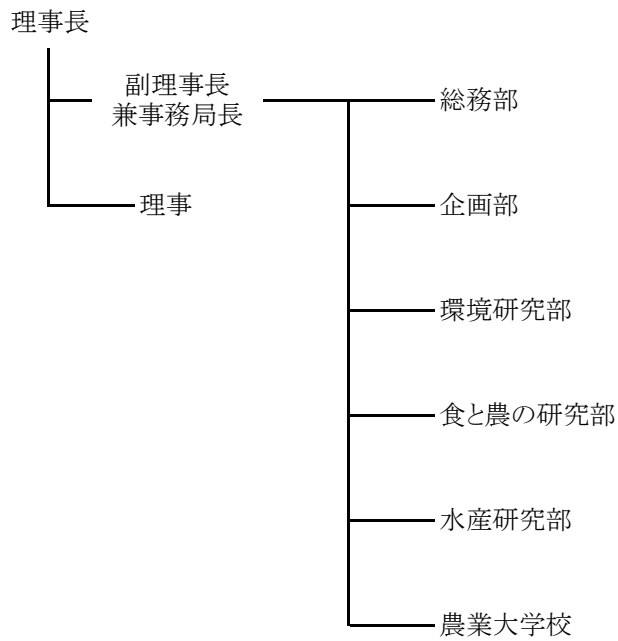 理事長
副理事長
兼事務局長
総務部
理事
企画部
環境研究部
食と農の研究部
水産研究部
農業大学校